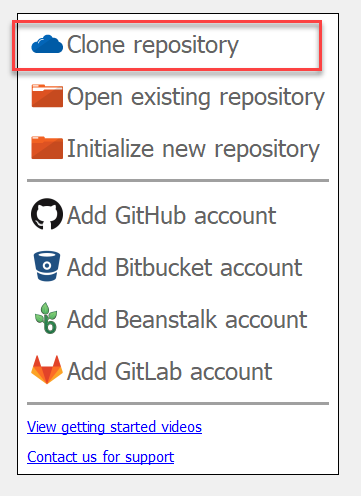 Clone repository
Open existing repository
Initialize new repository
Add GitHub account
Add Bitbucket account
Add Beanstalk account
Add GitLab account
View getting started videos
Contact us for support